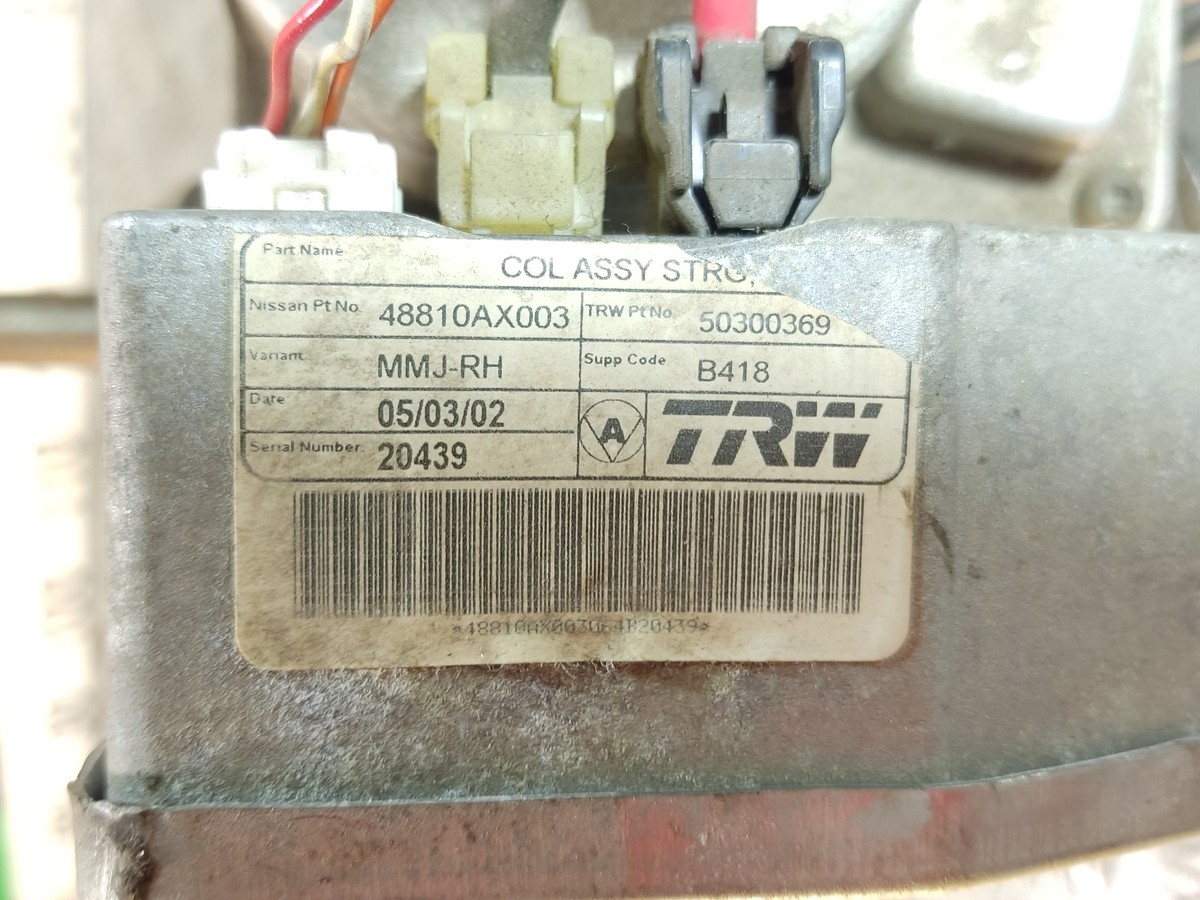 Part Name
COL ASSY STRG,
Nissan Pt No. 48810AX003 TRW Pt No. 50300369
Variant MMJ-RH Supp Code B418
Date 05/03/02
Serial Number. 20439
A TRW
*48810AX003064B20439*